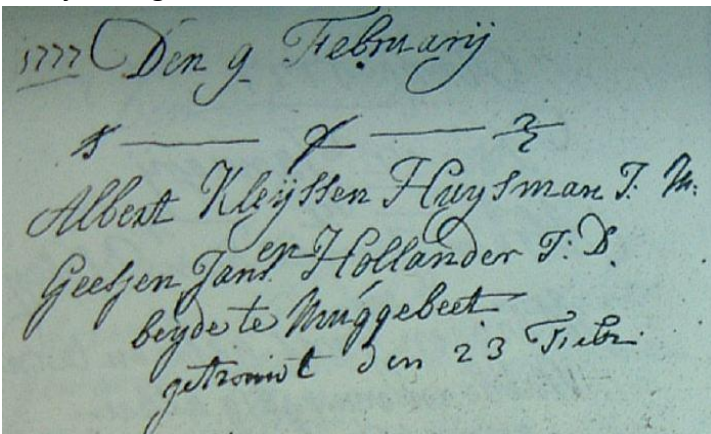 1777 Den 9 Februarij
Albert Kleijssen Huysman J. M.
en
Geesjen Jans Hollander J: D.
beyde te Muggebeet
getrouwt den 23 Febr.